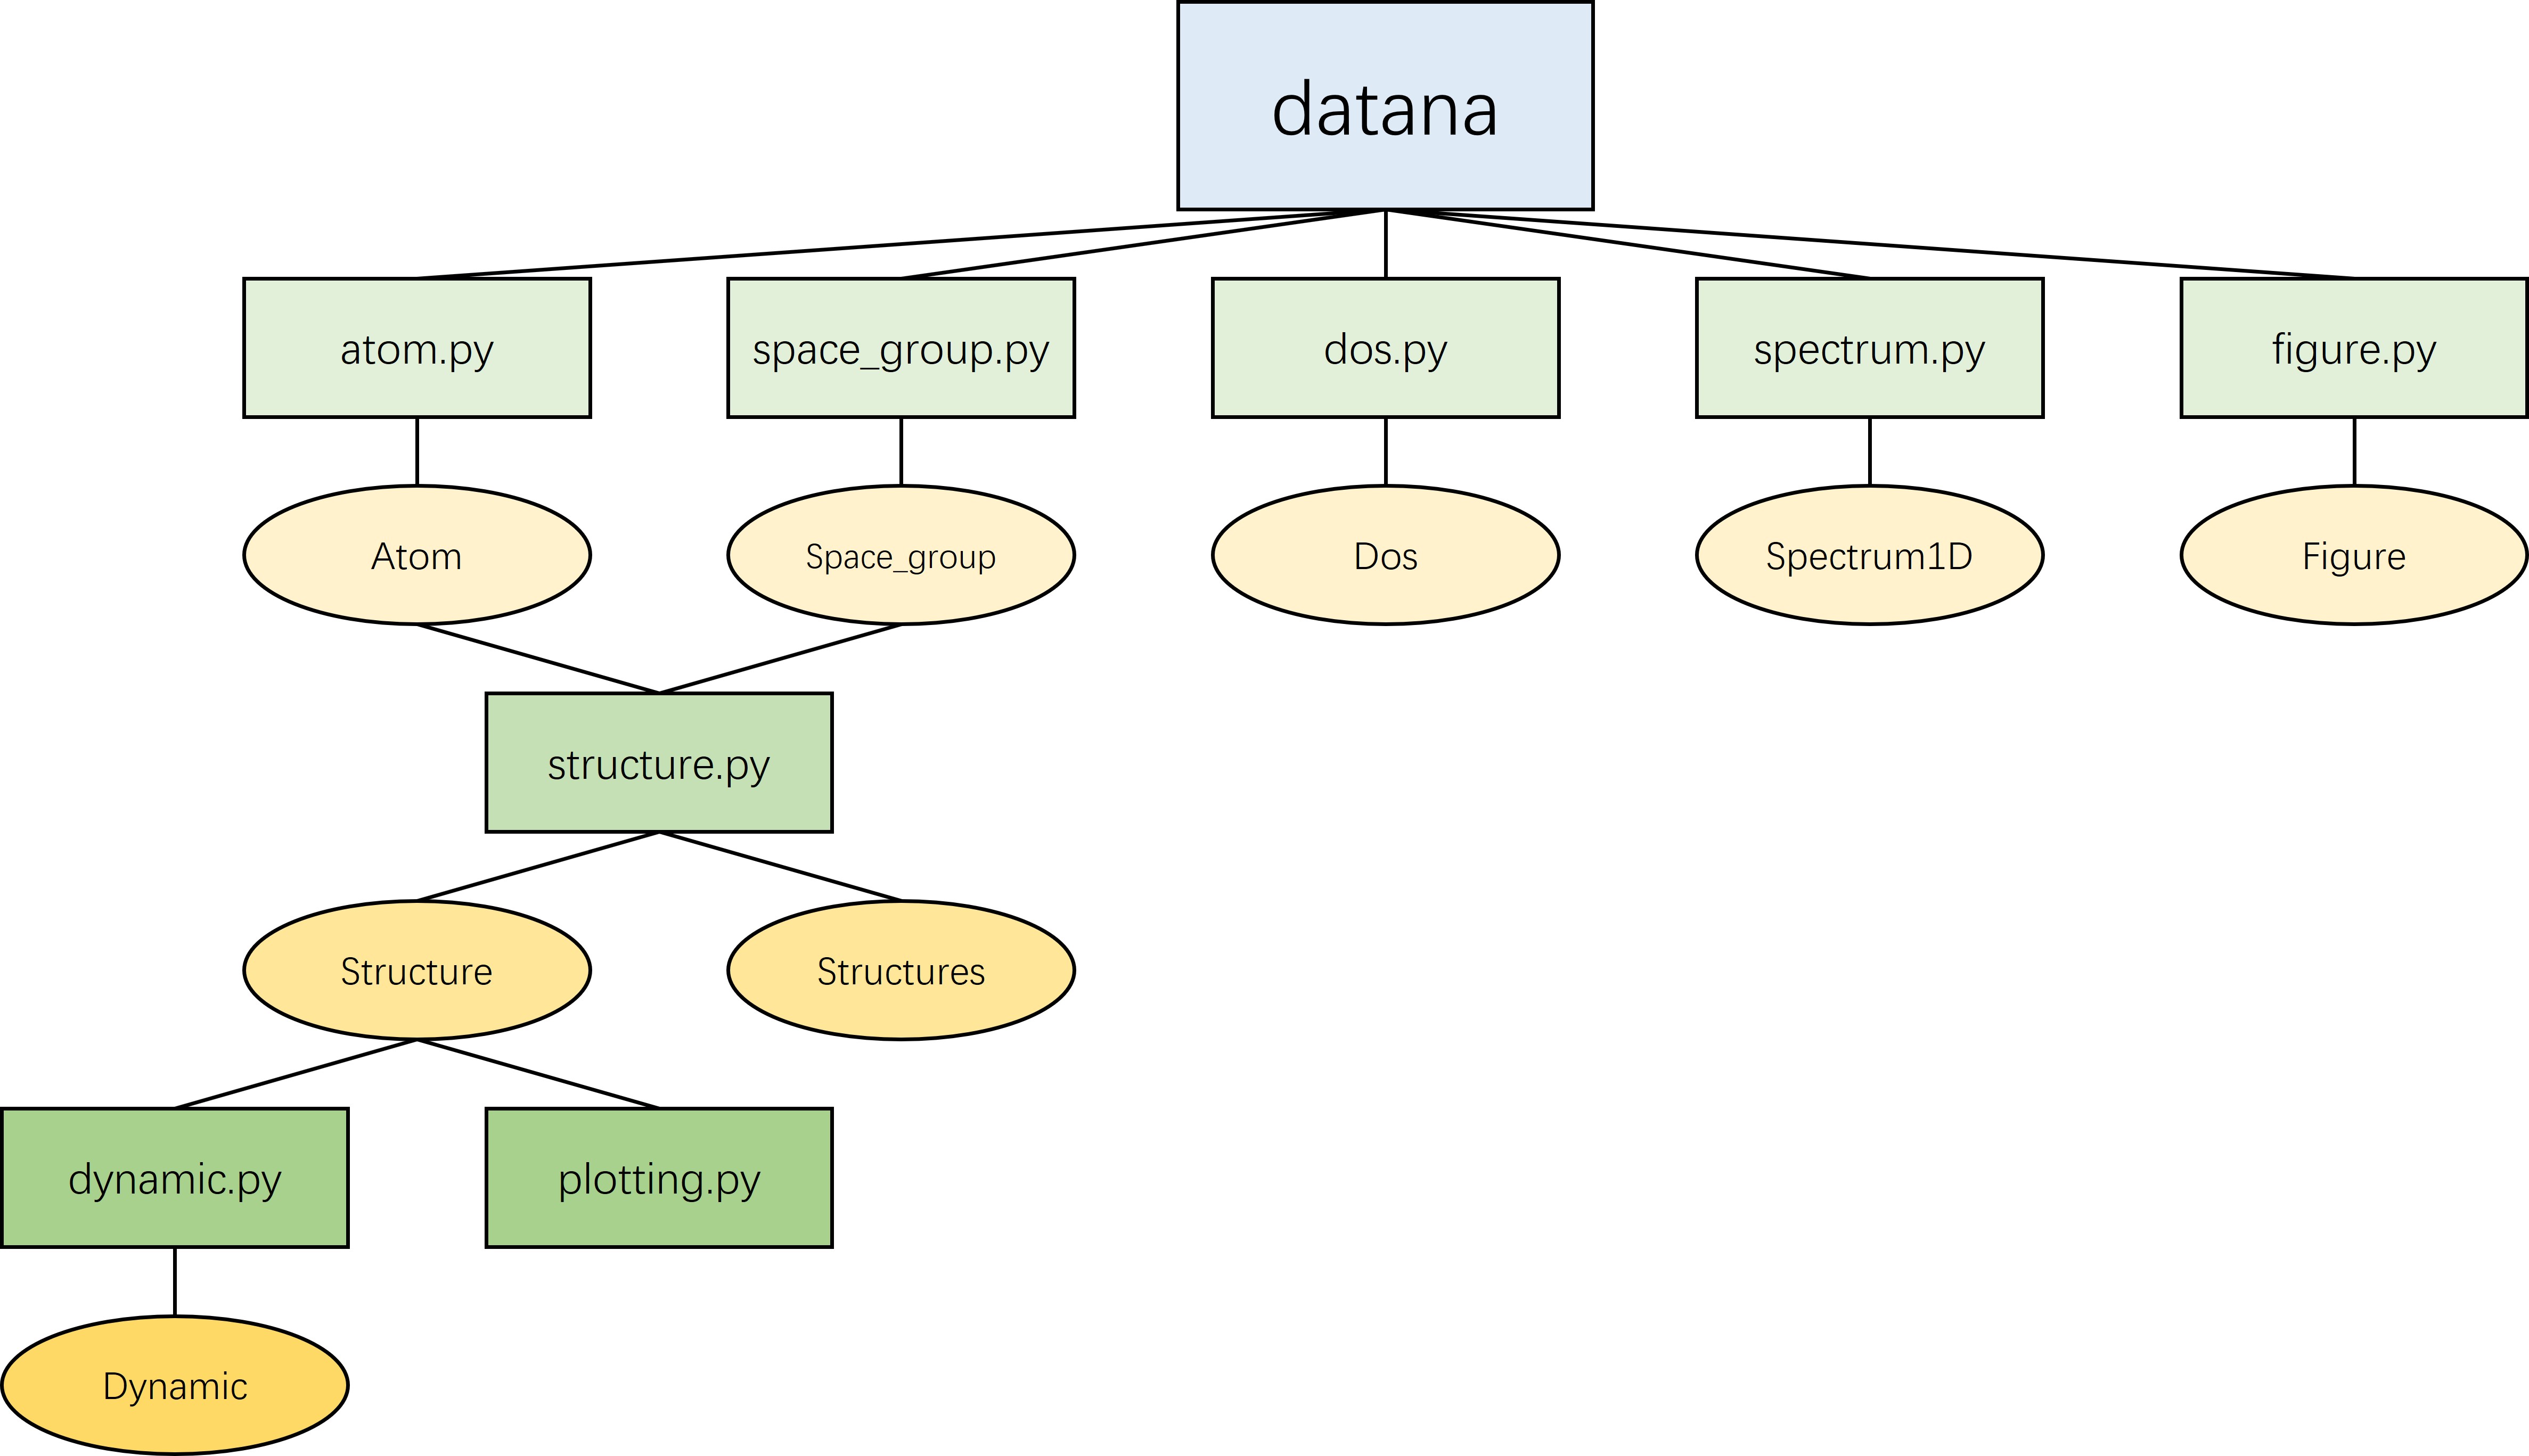 datana
atom.py
space_group.py
dos.py
spectrum.py
figure.py
Atom
Space_group
Dos
Spectrum1D
Figure
structure.py
Structure
Structures
dynamic.py
plotting.py
Dynamic